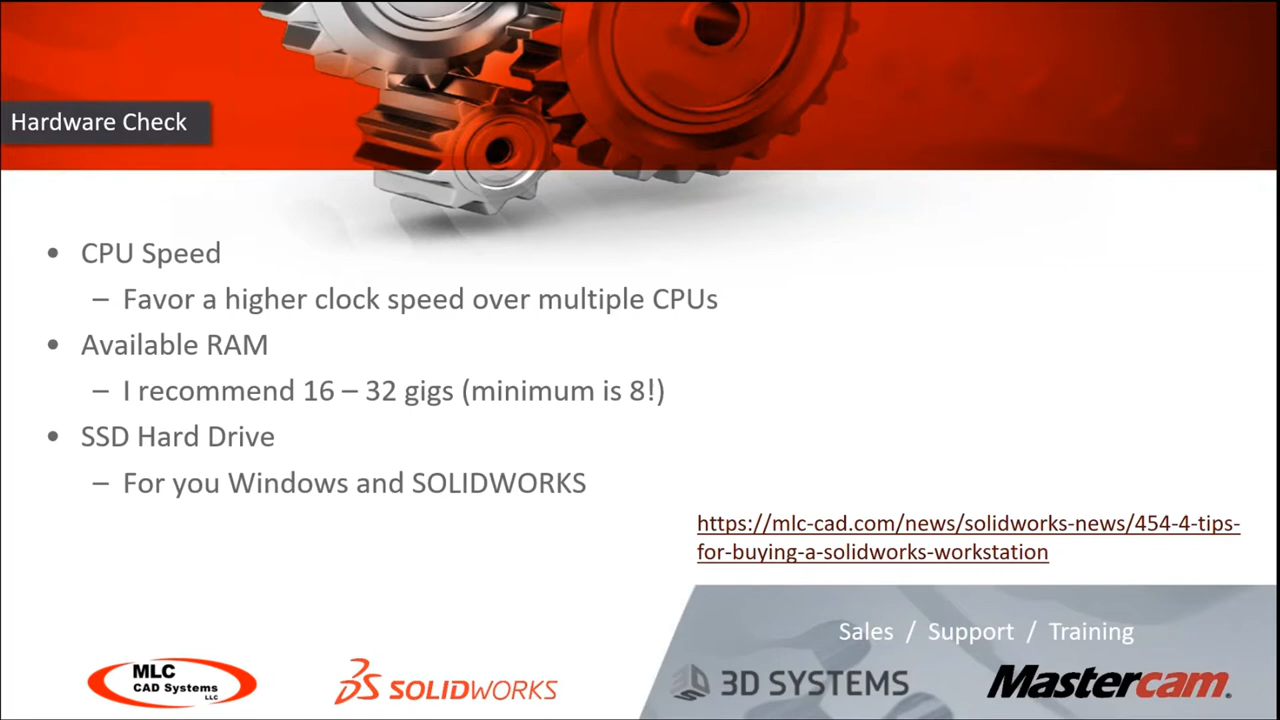 Hardware Check
• CPU Speed
– Favor a higher clock speed over multiple CPUs
• Available RAM
– I recommend 16 – 32 gigs (minimum is 8!)
• SSD Hard Drive
– For you Windows and SOLIDWORKS
https://mlc-cad.com/news/solidworks-news/454-4-tips-
for-buying-a-solidworks-workstation
Sales / Support / Training
MLC
CAD Systems
LLC
SOLIDWORKS
3D SYSTEMS
Mastercam.